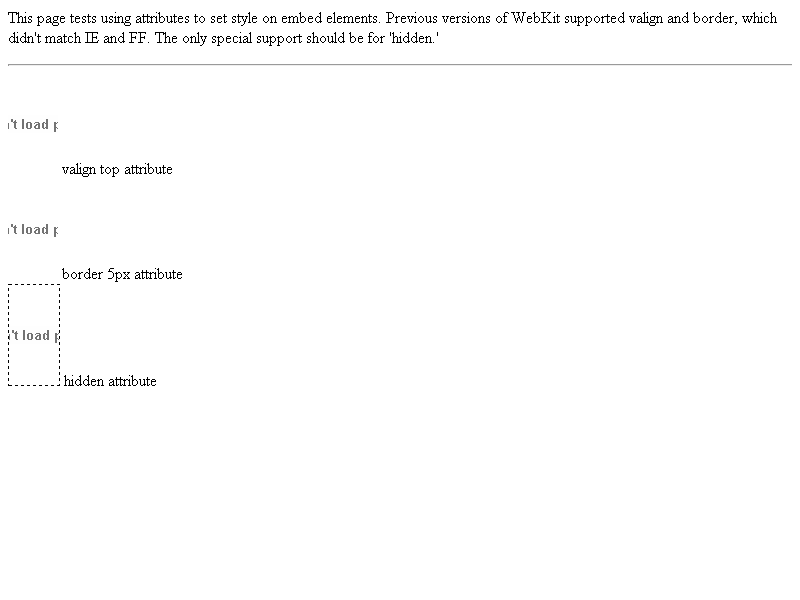 This page tests using attributes to set style on embed elements. Previous versions of WebKit supported valign and border, which
didn't match IE and FF. The only special support should be for 'hidden.'
't load p
valign top attribute
't load p
border 5px attribute
't load p
hidden attribute